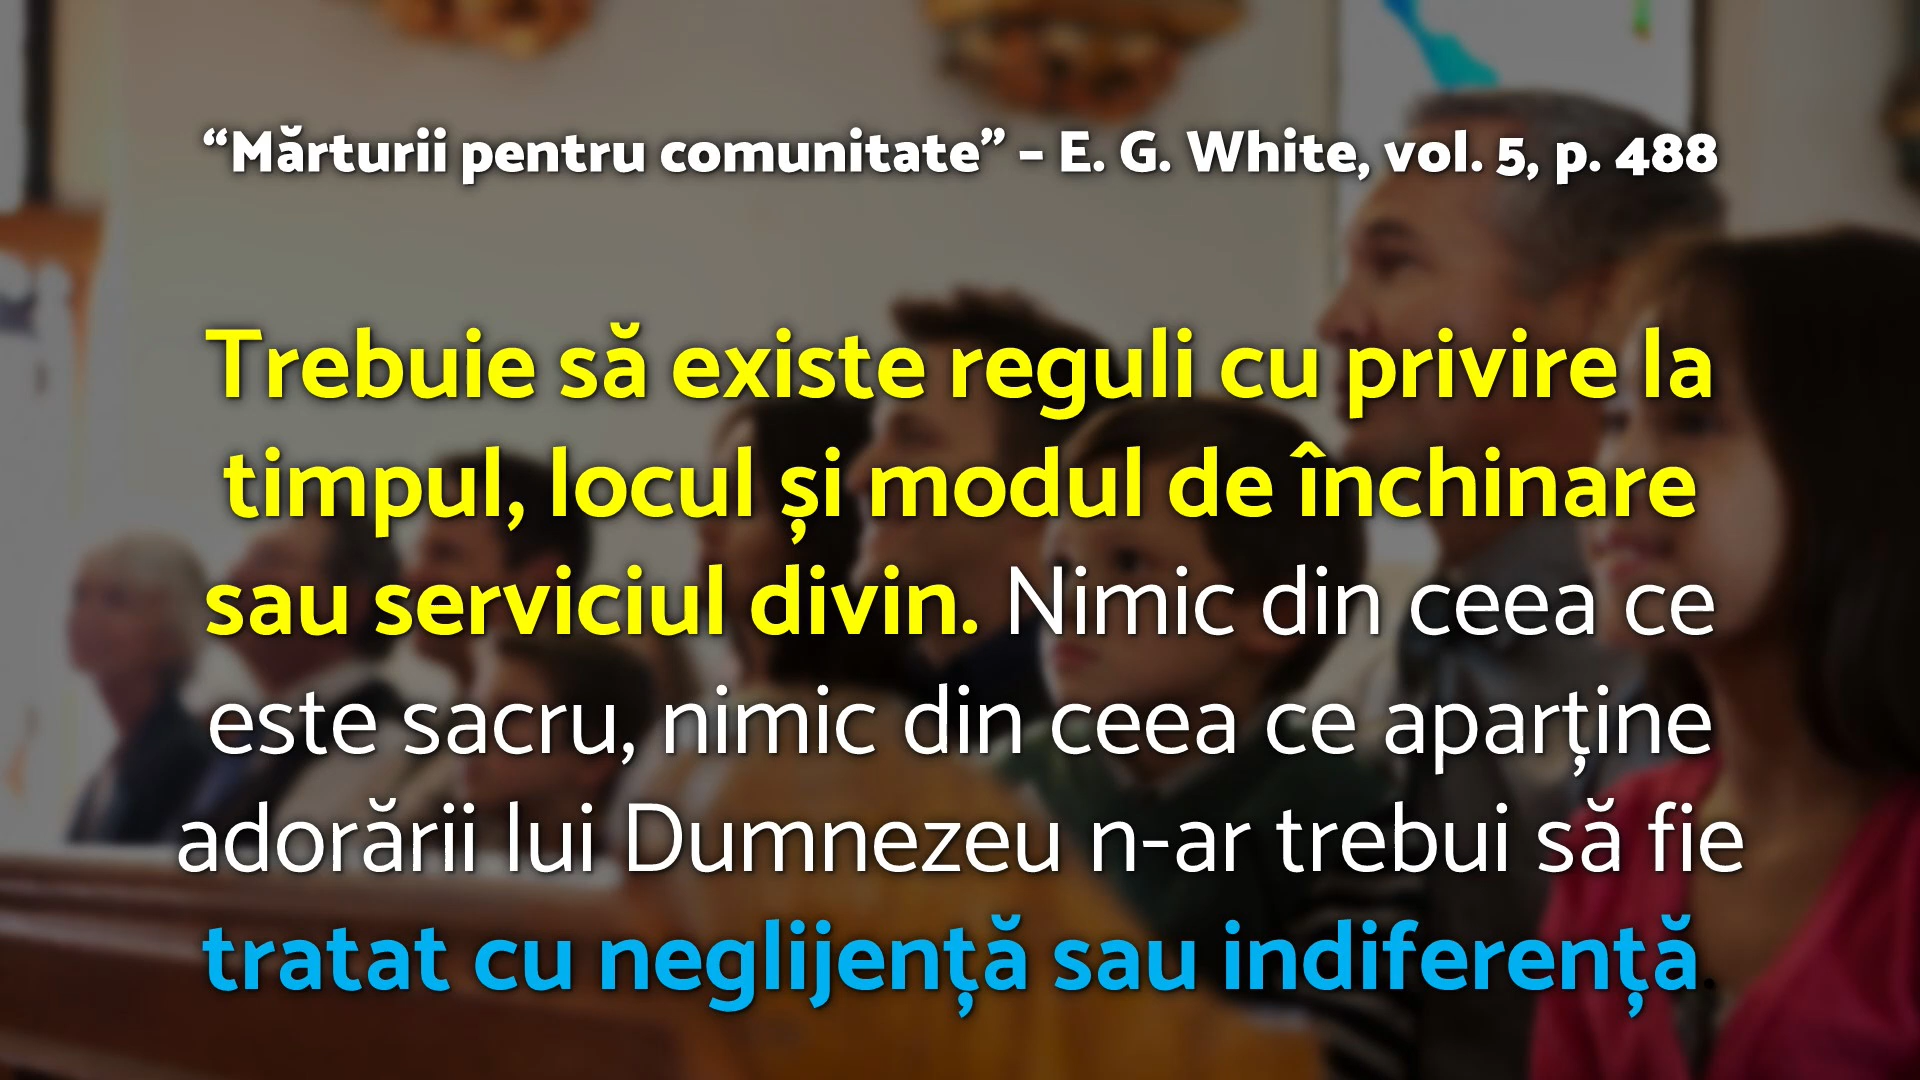 “Mărturii pentru comunitate” – E. G. White, vol. 5, p. 488
Trebuie să existe reguli cu privire la
timpul, locul și modul de închinare
sau serviciul divin. Nimic din ceea ce
este sacru, nimic din ceea ce aparține
adorării lui Dumnezeu n-ar trebui să fie
tratat cu neglijență sau indiferență.